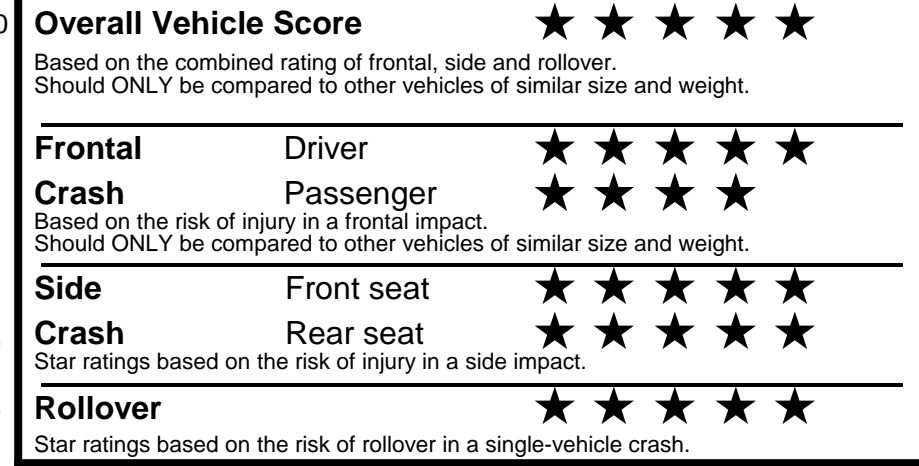 0
Overall Vehicle Score ★ ★ ★ ★ ★
Based on the combined rating of frontal, side and rollover.
Should ONLY be compared to other vehicles of similar size and weight.
Frontal Driver ★ ★ ★ ★ ★
Crash Passenger ★ ★ ★ ★
Based on the risk of injury in a frontal impact.
Should ONLY be compared to other vehicles of similar size and weight.
Side Front seat ★ ★ ★ ★ ★
Crash Rear seat ★ ★ ★ ★ ★
Star ratings based on the risk of injury in a side impact.
Rollover ★ ★ ★ ★ ★
Star ratings based on the risk of rollover in a single-vehicle crash.